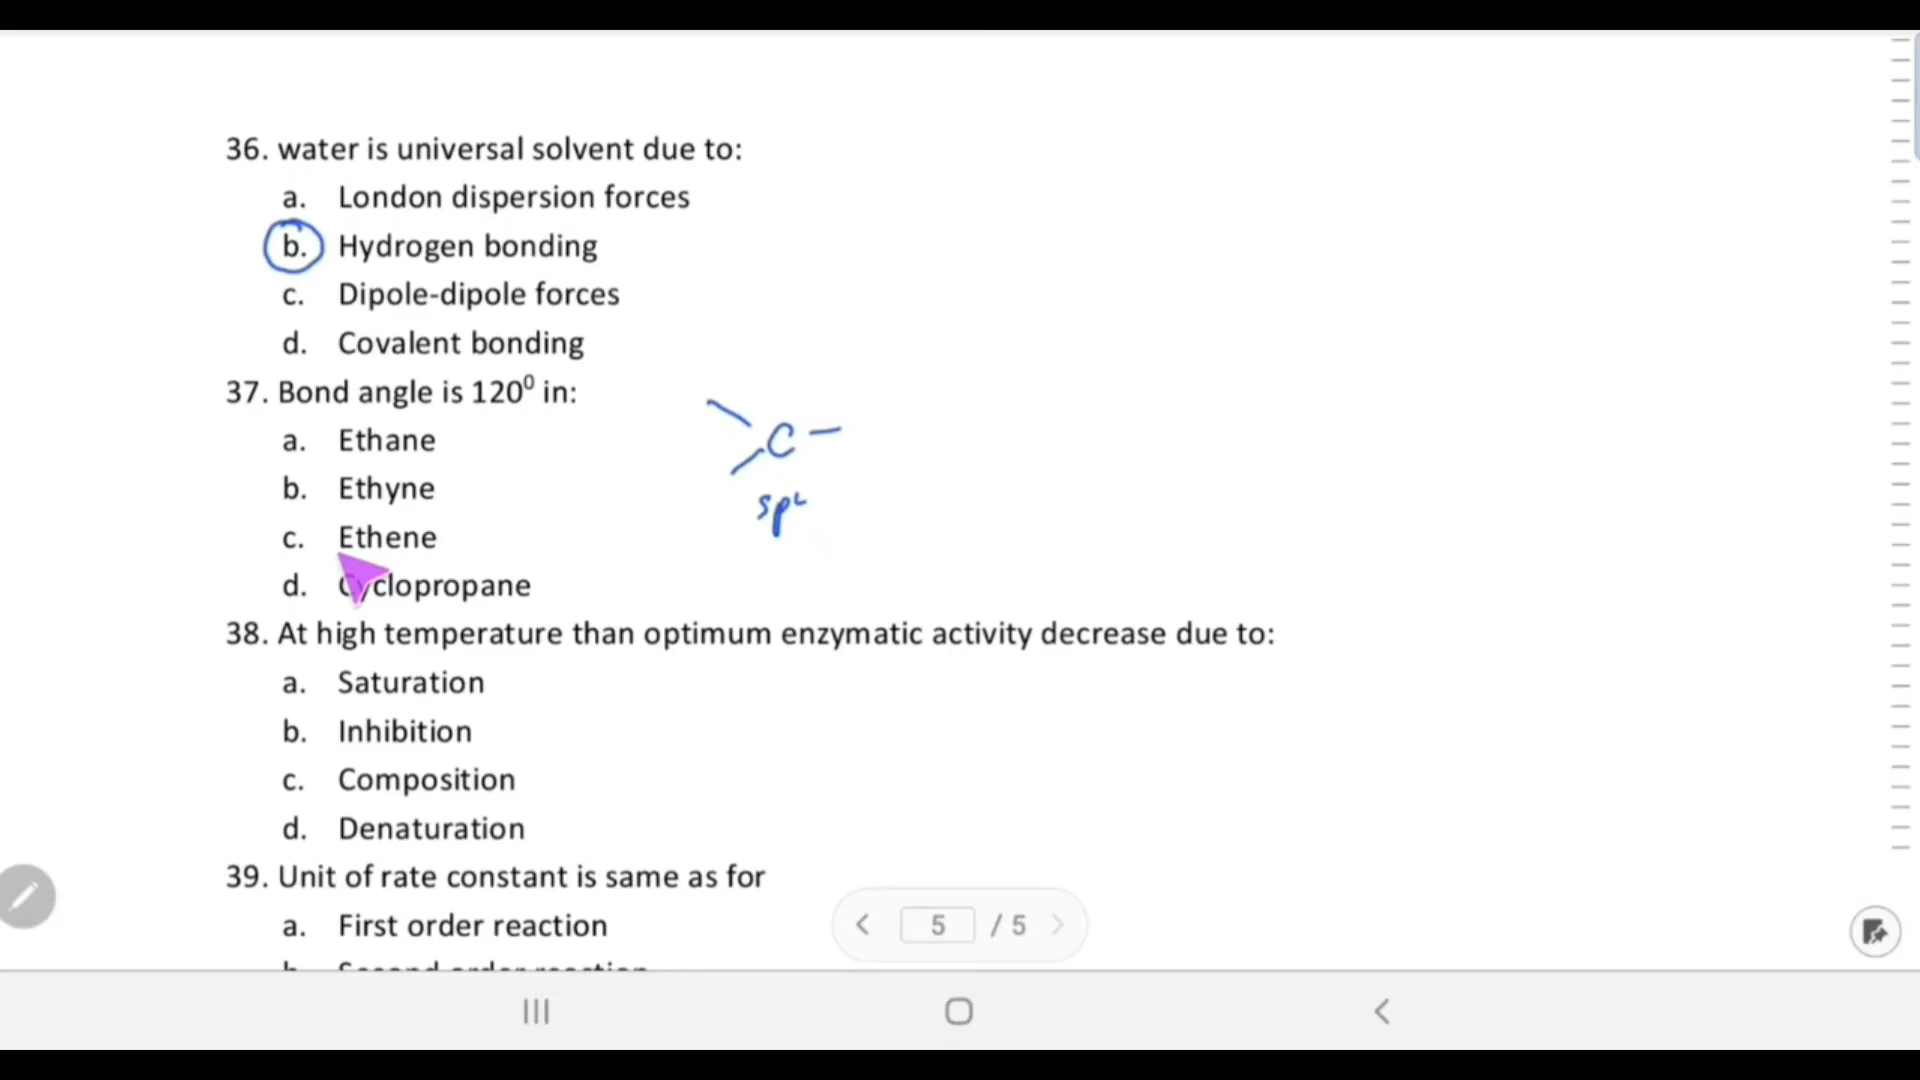 36. water is universal solvent due to:
a. London dispersion forces
b. Hydrogen bonding
c. Dipole-dipole forces
d. Covalent bonding
37. Bond angle is 120⁰ in:
a. Ethane
C
b. Ethyne
sp²
c. Ethene
d. Cyclopropane
38. At high temperature than optimum enzymatic activity decrease due to:
a. Saturation
b. Inhibition
c. Composition
d. Denaturation
39. Unit of rate constant is same as for
a. First order reaction
b. Second order reaction
5 / 5